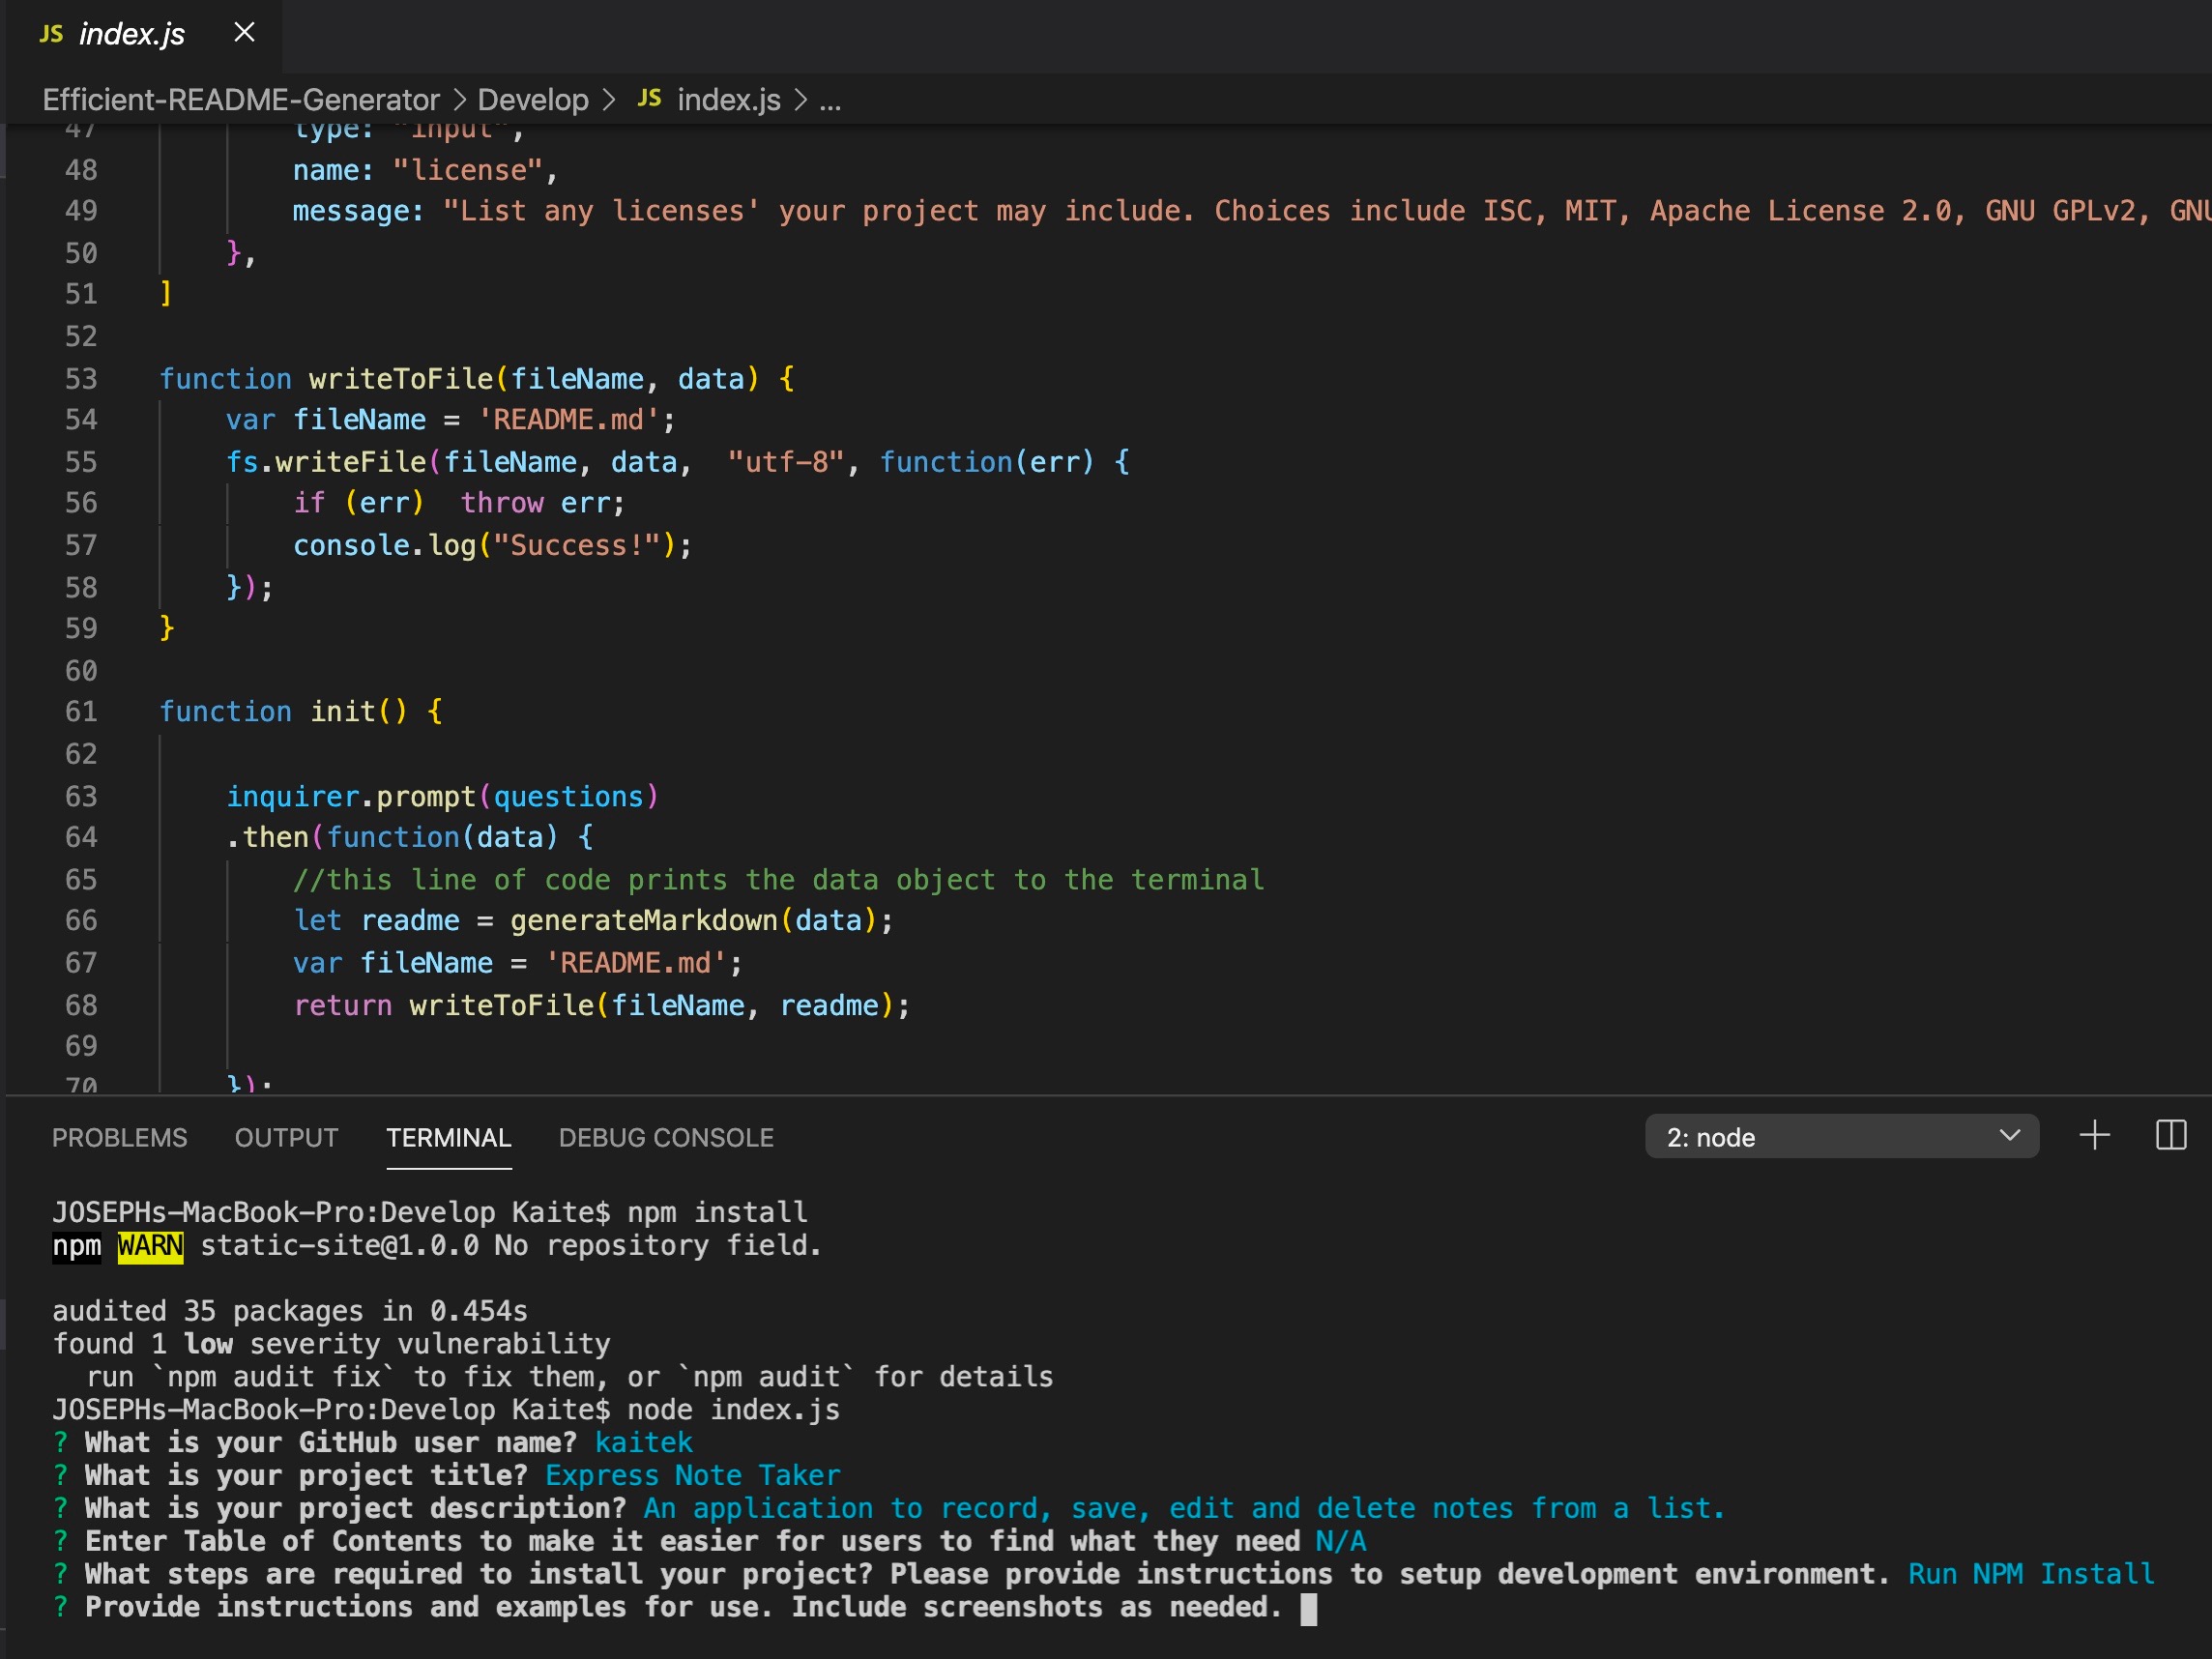 JS index.js
Efficient-README-Generator > Develop > JS index.js > ...
47 type: "input",
48 name: "license",
49 message: "List any licenses' your project may include. Choices include ISC, MIT, Apache License 2.0, GNU GPLv2,
50 },
51 ]
52
53 function writeToFile(fileName, data) {
54 var fileName = 'README.md';
55 fs.writeFile(fileName, data,  "utf-8", function(err) {
56 if (err)  throw err;
57 console.log("Success!");
58 });
59 }
60
61 function init() {
62
63 inquirer.prompt(questions)
64 .then(function(data) {
65 //this line of code prints the data object to the terminal
66 let readme = generateMarkdown(data);
67 var fileName = 'README.md';
68 return writeToFile(fileName, readme);
69
70 });
PROBLEMS OUTPUT TERMINAL DEBUG CONSOLE 2: node
JOSEPHs-MacBook-Pro:Develop Kaite$ npm install
npm WARN static-site@1.0.0 No repository field.
audited 35 packages in 0.454s
found 1 low severity vulnerability
run `npm audit fix` to fix them, or `npm audit` for details
JOSEPHs-MacBook-Pro:Develop Kaite$ node index.js
? What is your GitHub user name? kaitek
? What is your project title? Express Note Taker
? What is your project description? An application to record, save, edit and delete notes from a list.
? Enter Table of Contents to make it easier for users to find what they need N/A
? What steps are required to install your project? Please provide instructions to setup development environment. Run NPM Install
? Provide instructions and examples for use. Include screenshots as needed.